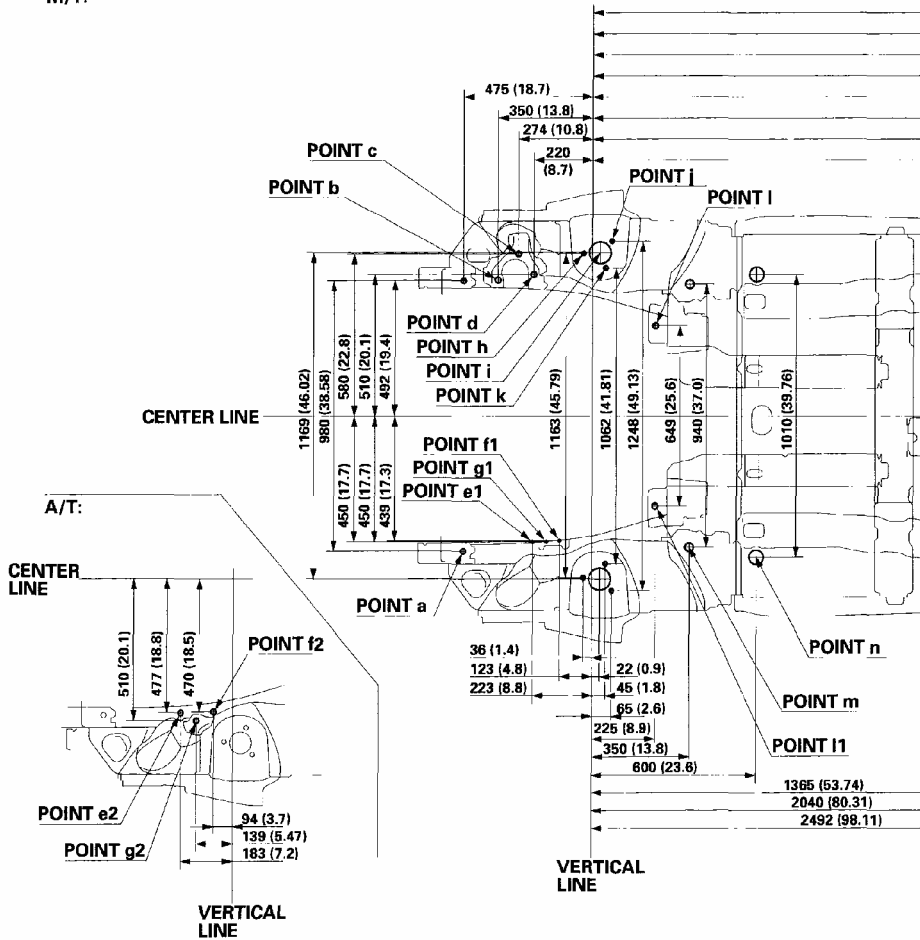 M/T:
475 (18.7)
350 (13.8)
274 (10.8)
220
(8.7)
POINT c
POINT b
POINT j
POINT l
POINT d
POINT h
POINT i
POINT k
1169 (46.02)
980 (38.58)
580 (22.8)
510 (20.1)
492 (19.4)
CENTER LINE
1163 (45.79)
1062 (41.81)
1248 (49.13)
649 (25.6)
940 (37.0)
1010 (39.76)
450 (17.7)
450 (17.7)
439 (17.3)
POINT f1
POINT g1
POINT e1
POINT a
36 (1.4)
123 (4.8)
223 (8.8)
22 (0.9)
45 (1.8)
65 (2.6)
225 (8.9)
350 (13.8)
600 (23.6)
1365 (53.74)
2040 (80.31)
2492 (98.11)
POINT n
POINT m
POINT l1
VERTICAL
LINE
A/T:
CENTER
LINE
510 (20.1)
477 (18.8)
470 (18.5)
POINT f2
POINT e2
POINT g2
94 (3.7)
139 (5.47)
183 (7.2)
VERTICAL
LINE